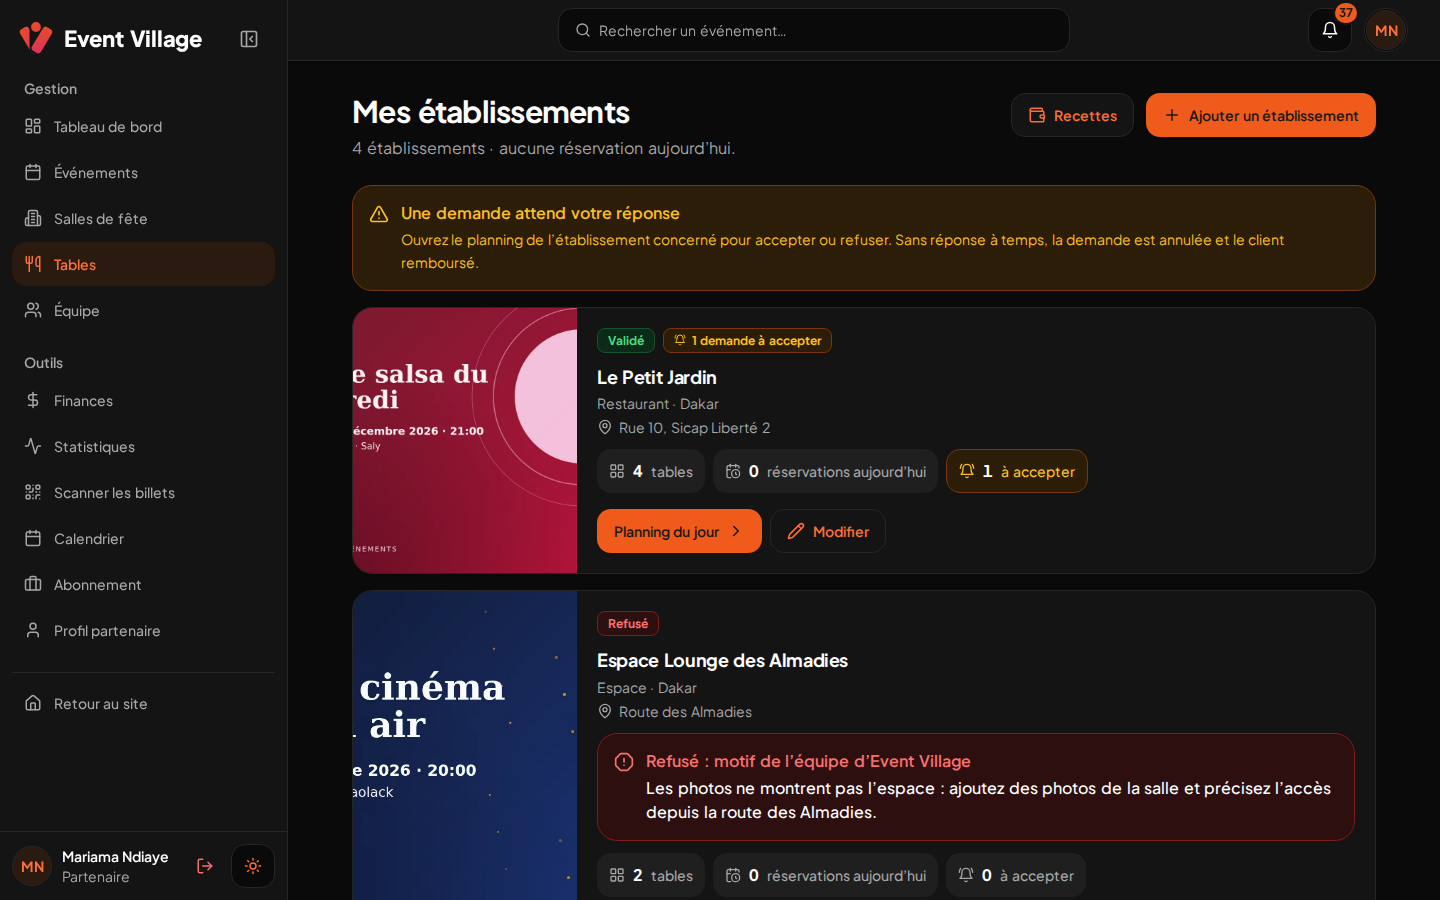 Event Village
Gestion
Tableau de bord
Événements
Salles de fête
Tables
Équipe
Outils
Finances
Statistiques
Scanner les billets
Calendrier
Abonnement
Profil partenaire
Retour au site
MN
Mariama Ndiaye
Partenaire
Rechercher un événement...
37
MN
Mes établissements
4 établissements · aucune réservation aujourd’hui.
Recettes
Ajouter un établissement
Une demande attend votre réponse
Ouvrez le planning de l’établissement concerné pour accepter ou refuser. Sans réponse à temps, la demande est annulée et le client
remboursé.
e salsa du
redi
écembre 2026 · 21:00
· Saly
ÉNEMENTS
Validé
1 demande à accepter
Le Petit Jardin
Restaurant · Dakar
Rue 10, Sicap Liberté 2
4 tables
0 réservations aujourd’hui
1 à accepter
Planning du jour
Modifier
cinéma
air
e 2026 · 20:00
aolack
Refusé
Espace Lounge des Almadies
Espace · Dakar
Route des Almadies
Refusé : motif de l’équipe d’Event Village
Les photos ne montrent pas l’espace : ajoutez des photos de la salle et précisez l’accès
depuis la route des Almadies.
2 tables
0 réservations aujourd’hui
0 à accepter